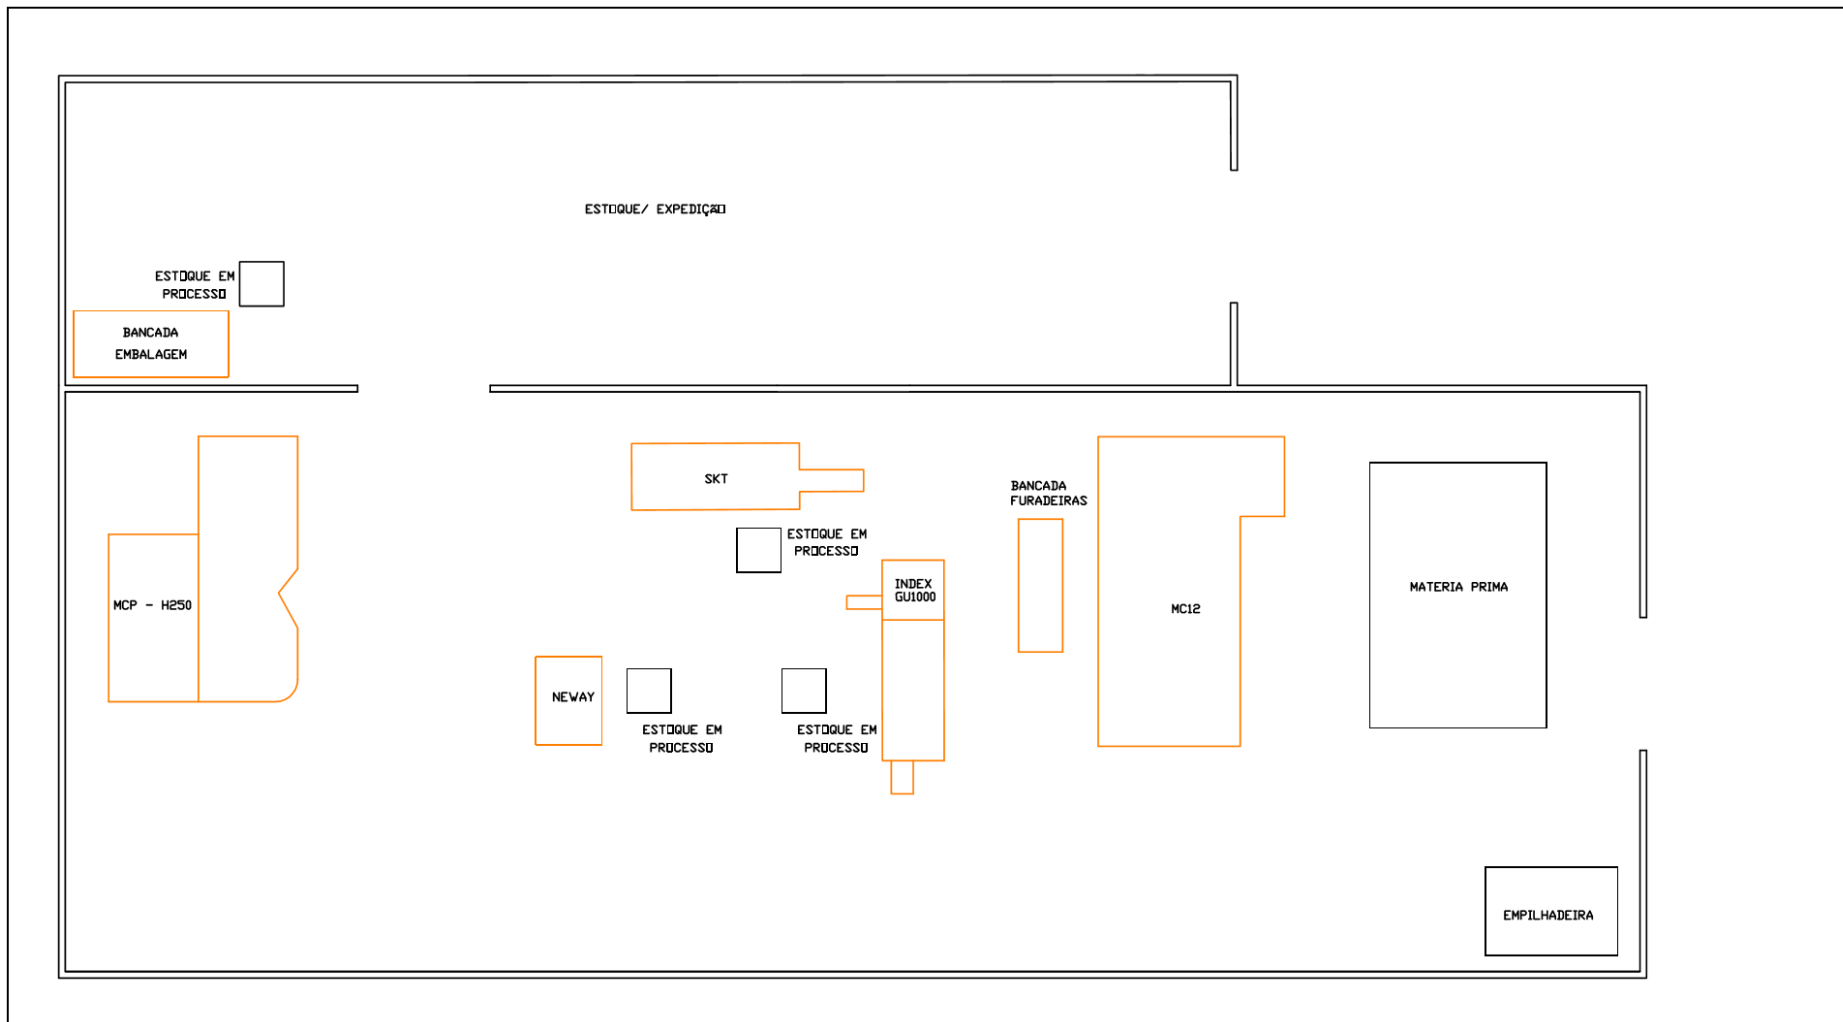 ESTOQUE/ EXPEDIÇÃO
ESTOQUE EM
PROCESSO
BANCADA
EMBALAGEM
SKT
BANCADA
FURADEIRAS
ESTOQUE EM
PROCESSO
INDEX
GU1000
MCP - H250
MC12
MATERIA PRIMA
NEWAY
ESTOQUE EM
PROCESSO
ESTOQUE EM
PROCESSO
EMPILHADEIRA